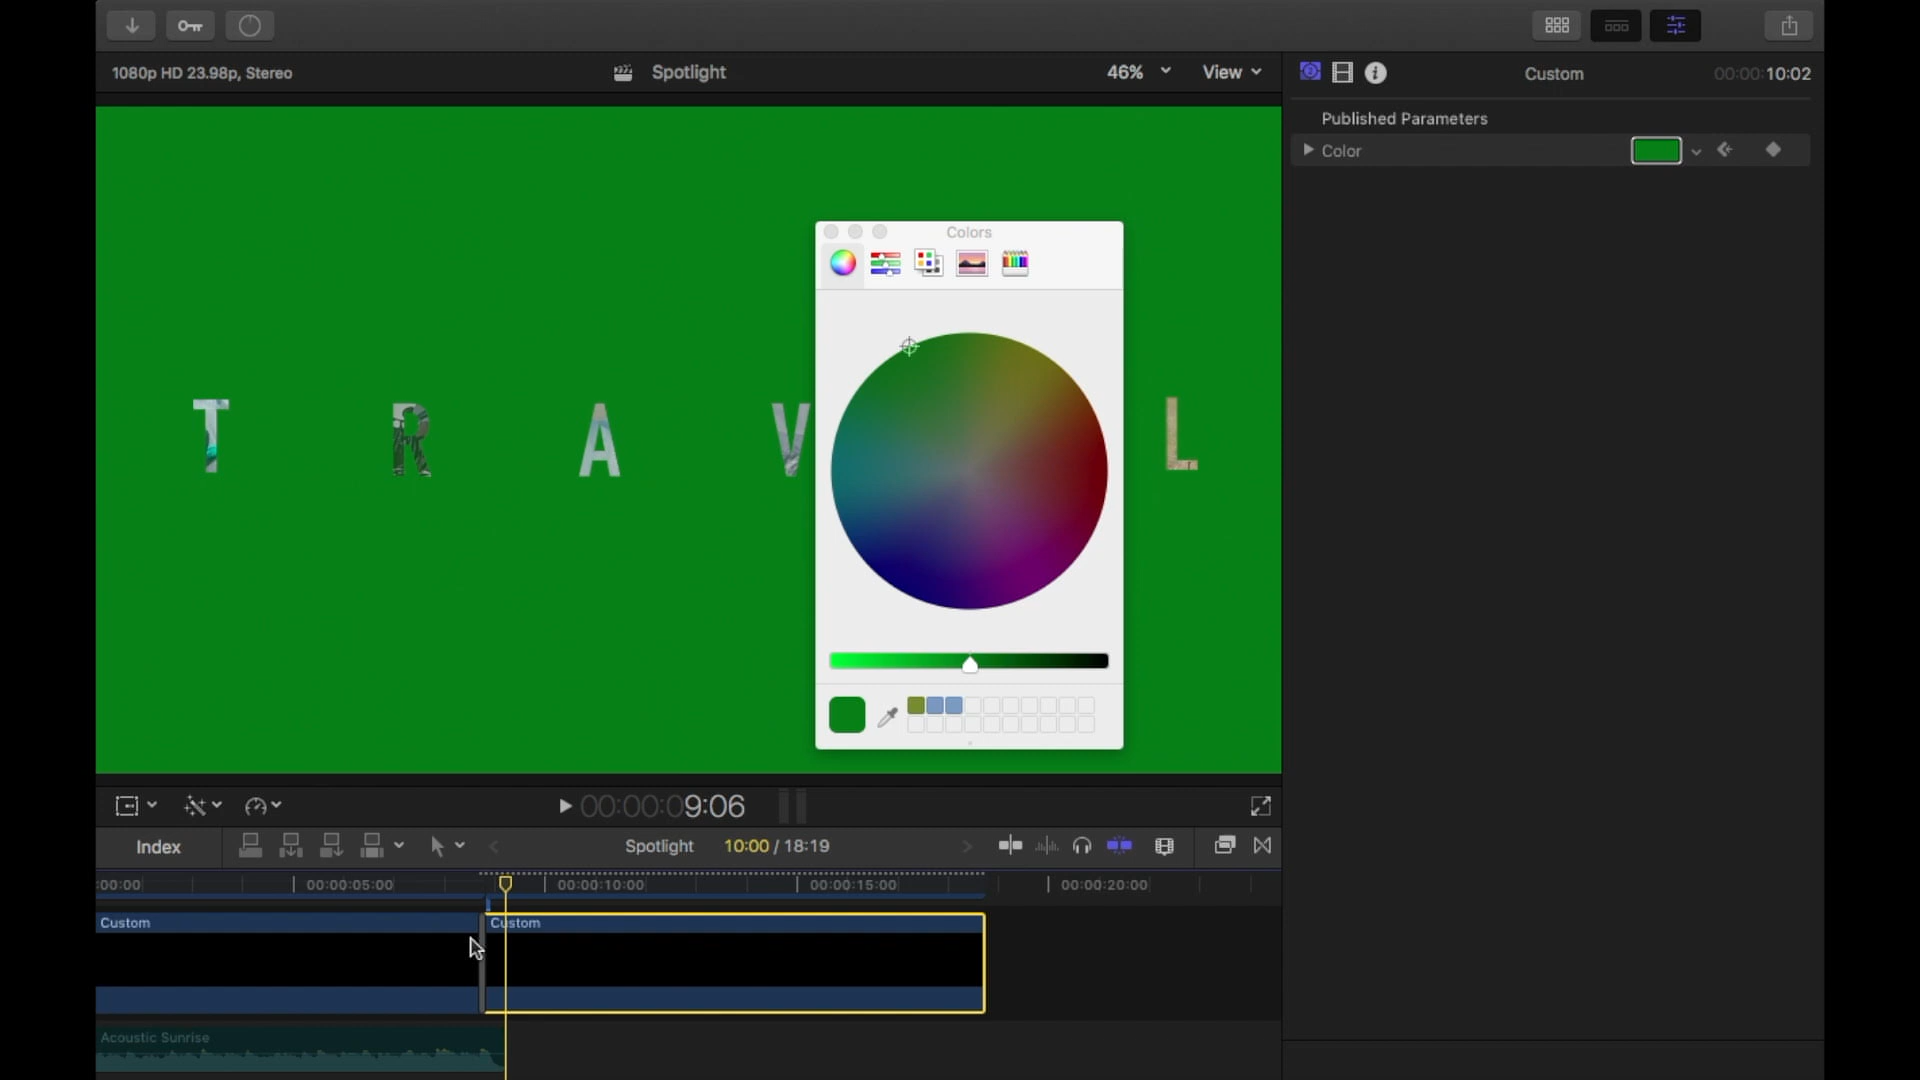 1080p HD 23.98p, Stereo
Spotlight
46%
View
Custom
00:00:10:02
Published Parameters
Color
Colors
T R A V L
00:00:09:06
Index
Spotlight
10:00 / 18:19
:00:00
00:00:05:00
00:00:10:00
00:00:15:00
00:00:20:00
Custom
Custom
Acoustic Sunrise